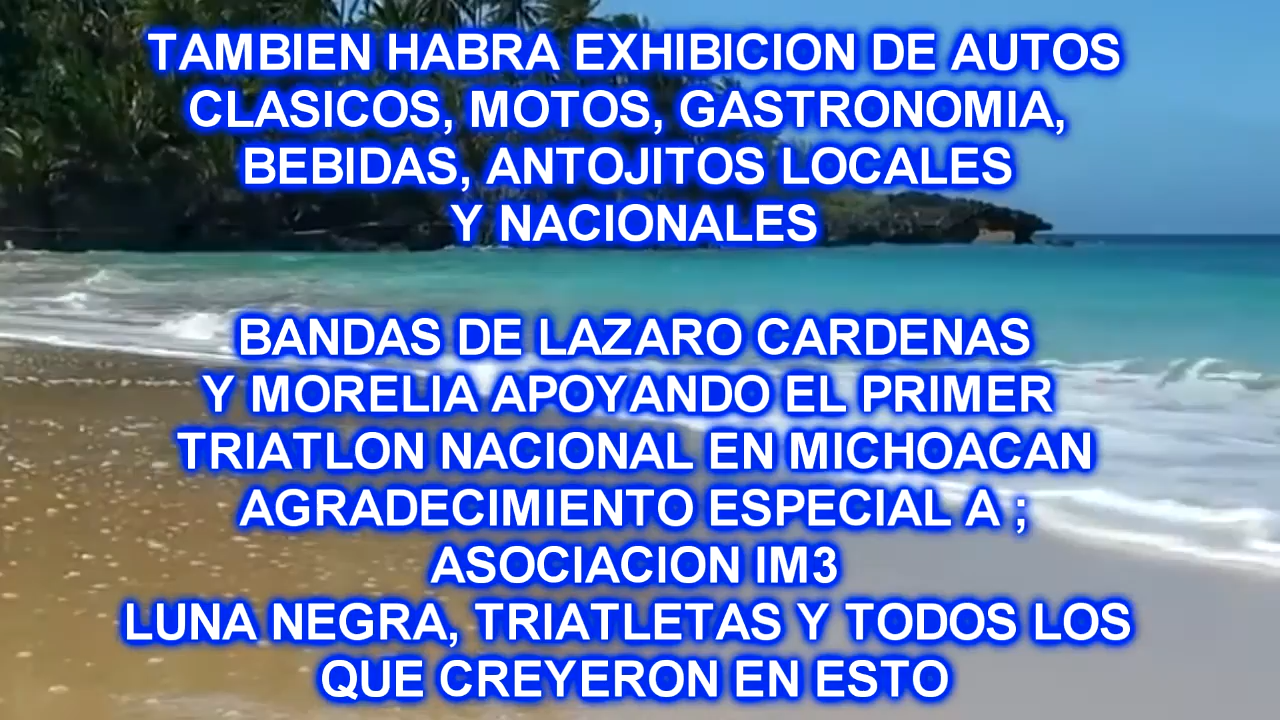 TAMBIEN HABRA EXHIBICION DE AUTOS
CLASICOS, MOTOS, GASTRONOMIA,
BEBIDAS, ANTOJITOS LOCALES
Y NACIONALES
BANDAS DE LAZARO CARDENAS
Y MORELIA APOYANDO EL PRIMER
TRIATLON NACIONAL EN MICHOACAN
AGRADECIMIENTO ESPECIAL A ;
ASOCIACION IM3
LUNA NEGRA, TRIATLETAS Y TODOS LOS
QUE CREYERON EN ESTO